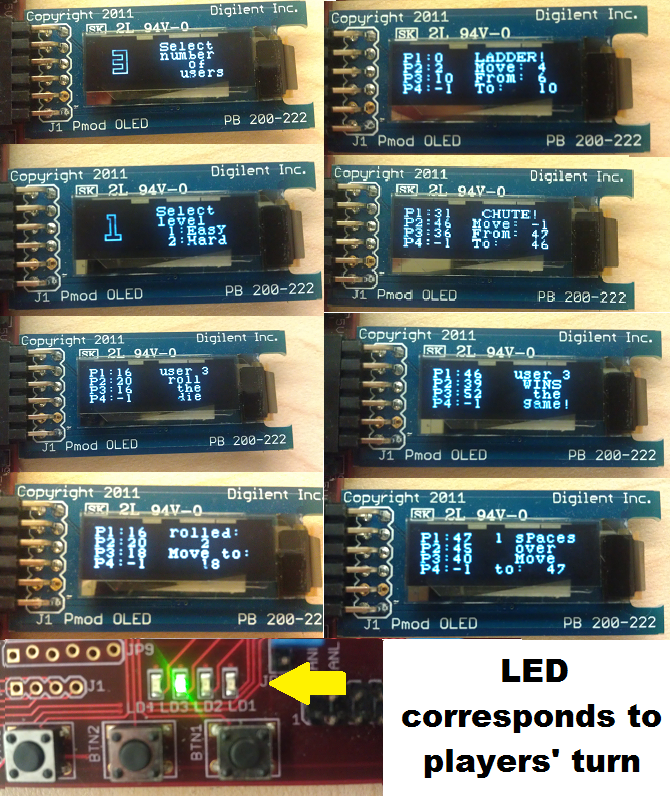 Copyright 2011 Digilent Inc.
SK 2L 94V-0
3 Select
number
of
users
J1 Pmod OLED PB 200-222
Copyright 2011 Digilent Inc.
SK 2L 94V-0
P1:0 LADDER!
P2:2 Move: 4
P3:10 From: 6
P4:-1 To: 10
J1 Pmod OLED PB 200-222
Copyright 2011 Digilent Inc.
SK 2L 94V-0
1 Select
level
1:Easy
2:Hard
J1 Pmod OLED PB 200-222
Copyright 2011 Digilent Inc.
SK 2L 94V-0
P1:31 CHUTE!
P2:46 Move: -1
P3:36 From: 47
P4:-1 To: 46
J1 Pmod OLED PB 200-222
Copyright 2011 Digilent Inc.
SK 2L 94V-0
P1:16 user 3
P2:20 roll
P3:16 the
P4:-1 die
J1 Pmod OLED PB 200-222
Copyright 2011 Digilent Inc.
SK 2L 94V-0
P1:46 user 3
P2:39 WINS
P3:52 the
P4:-1 game!
J1 Pmod OLED PB 200-222
Copyright 2011 Digilent Inc.
SK 2L 94V-0
P1:16 rolled:
P2:20 2
P3:18 Move to:
P4:-1 18
J1 Pmod OLED PB 200-22
Copyright 2011 Digilent Inc.
SK 2L 94V-0
P1:47 1 sPaces
P2:45 over
P3:40 Move
P4:-1 to: 47
J1 Pmod OLED PB 200-222
JP9
J1
LD4 LD3 LD2 LD1
BTN2 BTN1
1
LED
corresponds to
players' turn